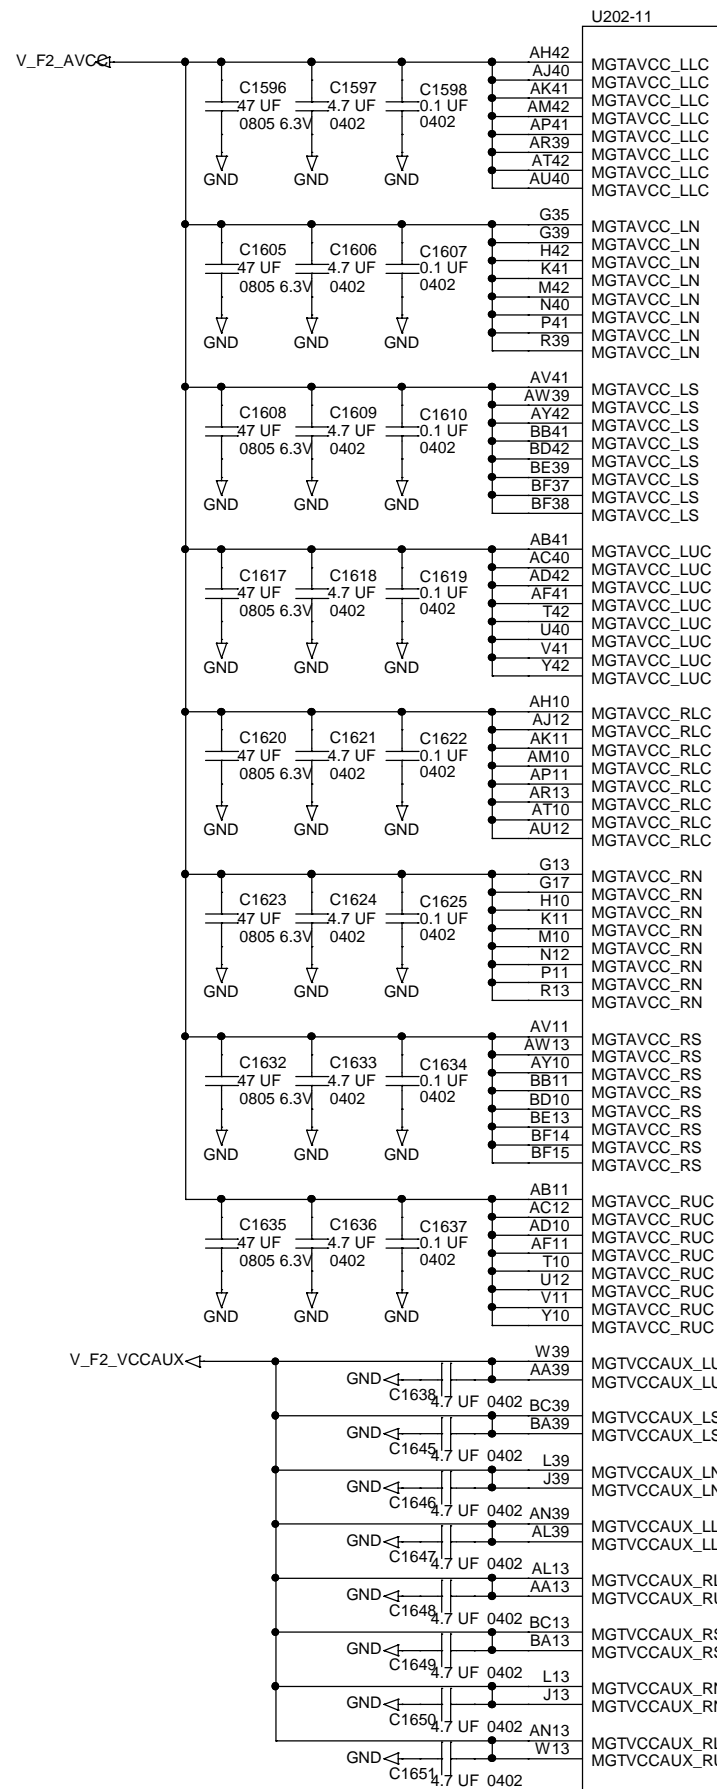 U202-11
V_F2_AVCC
AH42 MGTAVCC_LLC
AJ40 MGTAVCC_LLC
AK41 MGTAVCC_LLC
AM42 MGTAVCC_LLC
AP41 MGTAVCC_LLC
AR39 MGTAVCC_LLC
AT42 MGTAVCC_LLC
AU40 MGTAVCC_LLC
C1596 C1597 C1598
47 UF 4.7 UF 0.1 UF
0805 6.3V 0402 0402
GND GND GND
G35 MGTAVCC_LN
G39 MGTAVCC_LN
H42 MGTAVCC_LN
K41 MGTAVCC_LN
M42 MGTAVCC_LN
N40 MGTAVCC_LN
P41 MGTAVCC_LN
R39 MGTAVCC_LN
C1605 C1606 C1607
47 UF 4.7 UF 0.1 UF
0805 6.3V 0402 0402
GND GND GND
AV41 MGTAVCC_LS
AW39 MGTAVCC_LS
AY42 MGTAVCC_LS
BB41 MGTAVCC_LS
BD42 MGTAVCC_LS
BE39 MGTAVCC_LS
BF37 MGTAVCC_LS
BF38 MGTAVCC_LS
C1608 C1609 C1610
47 UF 4.7 UF 0.1 UF
0805 6.3V 0402 0402
GND GND GND
AB41 MGTAVCC_LUC
AC40 MGTAVCC_LUC
AD42 MGTAVCC_LUC
AF41 MGTAVCC_LUC
T42 MGTAVCC_LUC
U40 MGTAVCC_LUC
V41 MGTAVCC_LUC
Y42 MGTAVCC_LUC
C1617 C1618 C1619
47 UF 4.7 UF 0.1 UF
0805 6.3V 0402 0402
GND GND GND
AH10 MGTAVCC_RLC
AJ12 MGTAVCC_RLC
AK11 MGTAVCC_RLC
AM10 MGTAVCC_RLC
AP11 MGTAVCC_RLC
AR13 MGTAVCC_RLC
AT10 MGTAVCC_RLC
AU12 MGTAVCC_RLC
C1620 C1621 C1622
47 UF 4.7 UF 0.1 UF
0805 6.3V 0402 0402
GND GND GND
G13 MGTAVCC_RN
G17 MGTAVCC_RN
H10 MGTAVCC_RN
K11 MGTAVCC_RN
M10 MGTAVCC_RN
N12 MGTAVCC_RN
P11 MGTAVCC_RN
R13 MGTAVCC_RN
C1623 C1624 C1625
47 UF 4.7 UF 0.1 UF
0805 6.3V 0402 0402
GND GND GND
AV11 MGTAVCC_RS
AW13 MGTAVCC_RS
AY10 MGTAVCC_RS
BB11 MGTAVCC_RS
BD10 MGTAVCC_RS
BE13 MGTAVCC_RS
BF14 MGTAVCC_RS
BF15 MGTAVCC_RS
C1632 C1633 C1634
47 UF 4.7 UF 0.1 UF
0805 6.3V 0402 0402
GND GND GND
AB11 MGTAVCC_RUC
AC12 MGTAVCC_RUC
AD10 MGTAVCC_RUC
AF11 MGTAVCC_RUC
T10 MGTAVCC_RUC
U12 MGTAVCC_RUC
V11 MGTAVCC_RUC
Y10 MGTAVCC_RUC
C1635 C1636 C1637
47 UF 4.7 UF 0.1 UF
0805 6.3V 0402 0402
GND GND GND
V_F2_VCCAUX
W39 MGTVCCAUX_LU
AA39 MGTVCCAUX_LU
GND C1638 4.7 UF 0402
BC39 MGTVCCAUX_LS
BA39 MGTVCCAUX_LS
GND C1645 4.7 UF 0402
L39 MGTVCCAUX_LN
J39 MGTVCCAUX_LN
GND C1646 4.7 UF 0402
AN39 MGTVCCAUX_LL
AL39 MGTVCCAUX_LL
GND C1647 4.7 UF 0402
AL13 MGTVCCAUX_RL
AA13 MGTVCCAUX_RU
GND C1648 4.7 UF 0402
BC13 MGTVCCAUX_RS
BA13 MGTVCCAUX_RS
GND C1649 4.7 UF 0402
L13 MGTVCCAUX_RN
J13 MGTVCCAUX_RN
GND C1650 4.7 UF 0402
AN13 MGTVCCAUX_RL
W13 MGTVCCAUX_RU
GND C1651 4.7 UF 0402